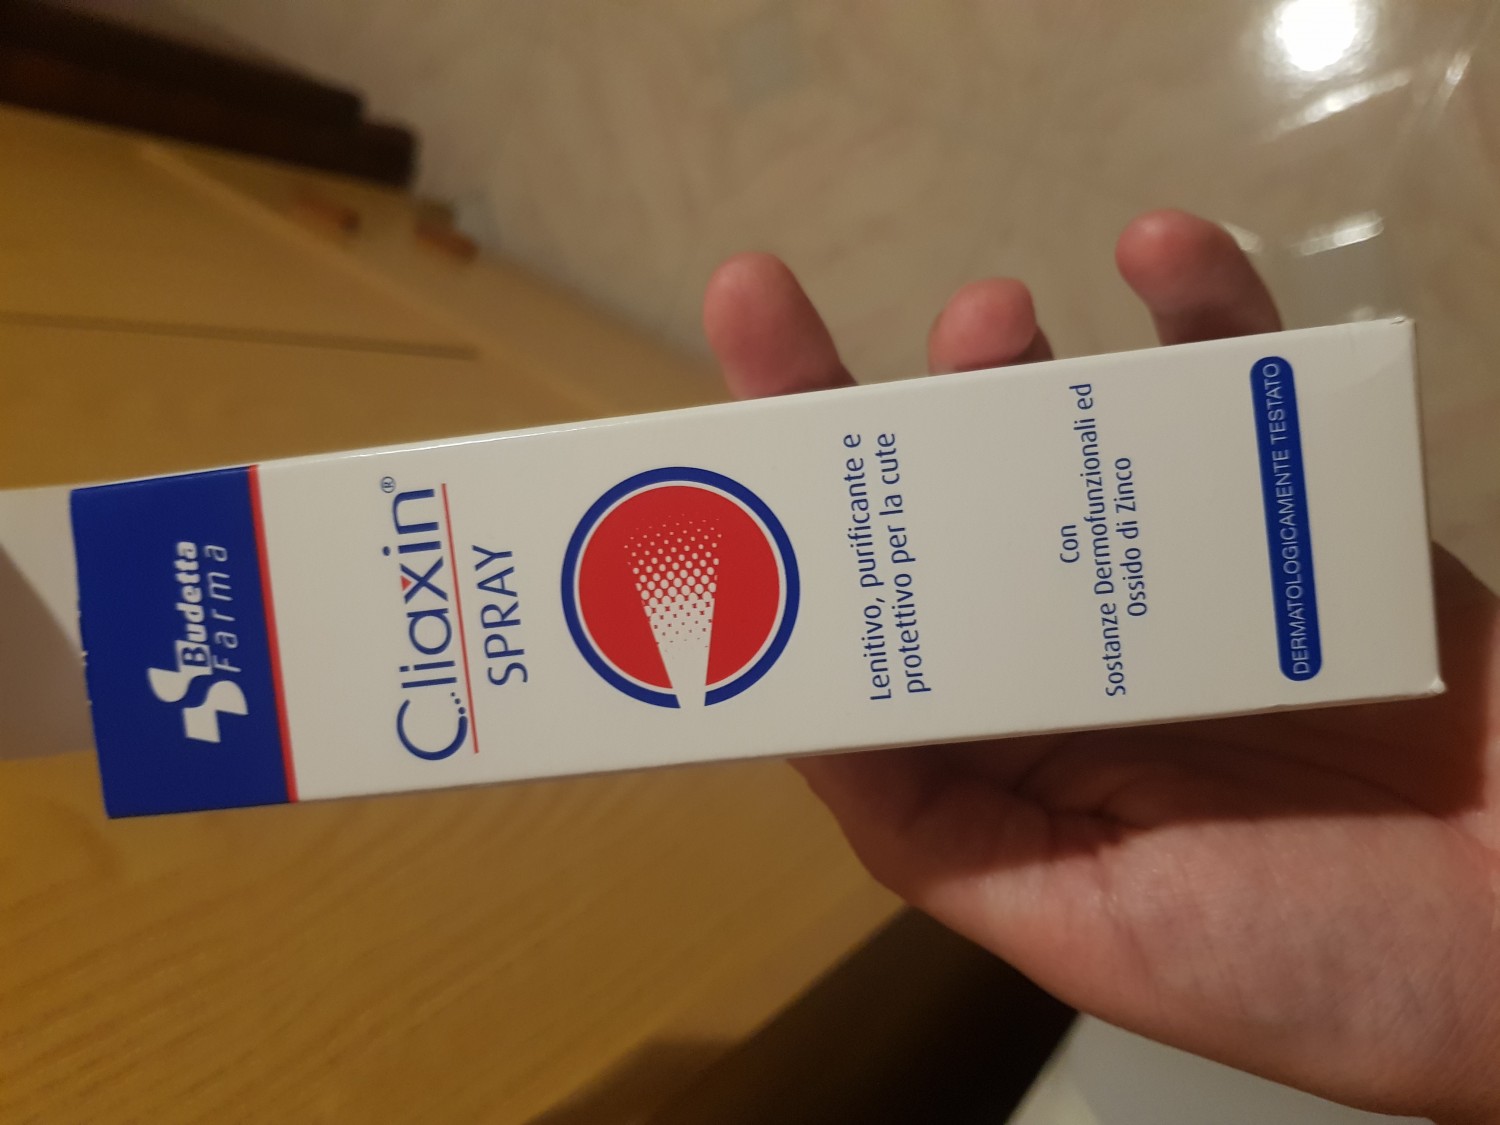 Budetta
Farma
Cliaxin®
SPRAY
Lenitivo, purificante e
protettivo per la cute
Con
Sostanze Dermofunzionali ed
Ossido di Zinco
DERMATOLOGICAMENTE TESTATO